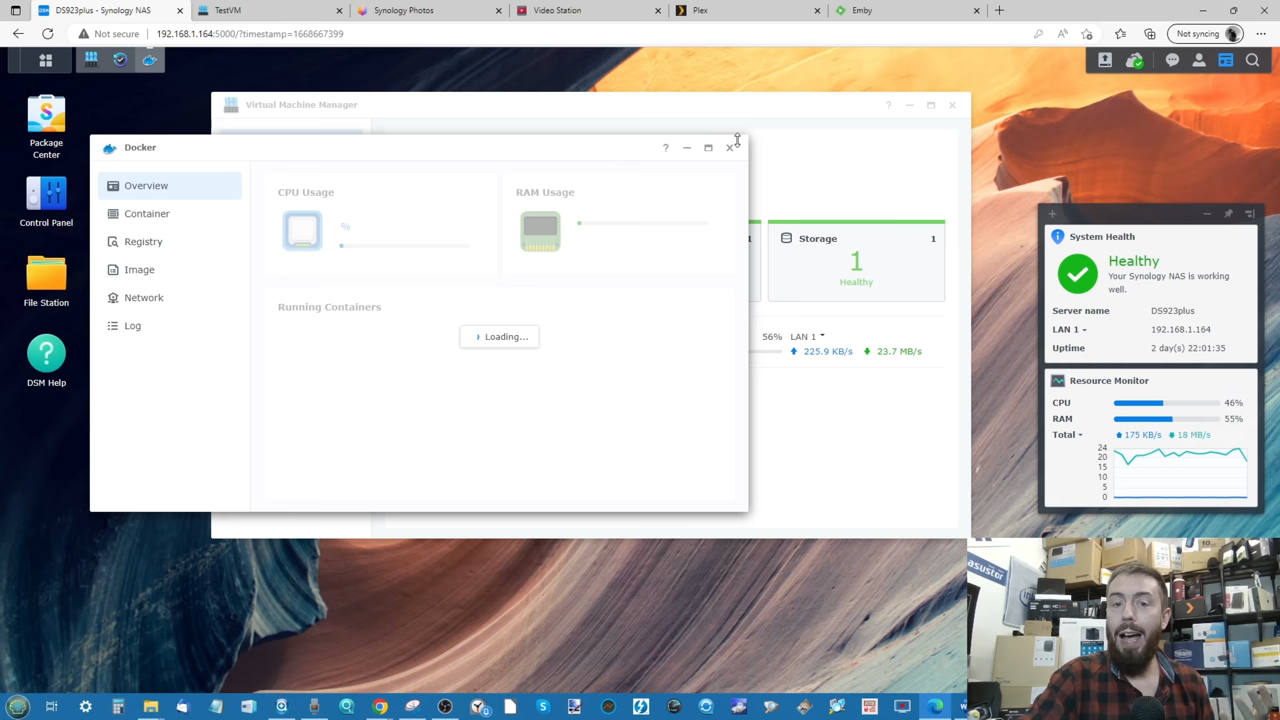 DS923plus - Synology NAS
TestVM
Synology Photos
Video Station
Plex
Emby
Not secure
192.168.1.164:5000/?timestamp=1668667399
Not syncing
Package Center
Control Panel
File Station
DSM Help
Virtual Machine Manager
Docker
Overview
Container
Registry
Image
Network
Log
CPU Usage
%
RAM Usage
Running Containers
Loading...
1
Storage 1
1
Healthy
56% LAN 1
225.9 KB/s 23.7 MB/s
System Health
Healthy
Your Synology NAS is working
well.
Server name DS923plus
LAN 1 192.168.1.164
Uptime 2 day(s) 22:01:35
Resource Monitor
CPU 46%
RAM 55%
Total 175 KB/s 18 MB/s
24
20
15
10
5
0
asustor